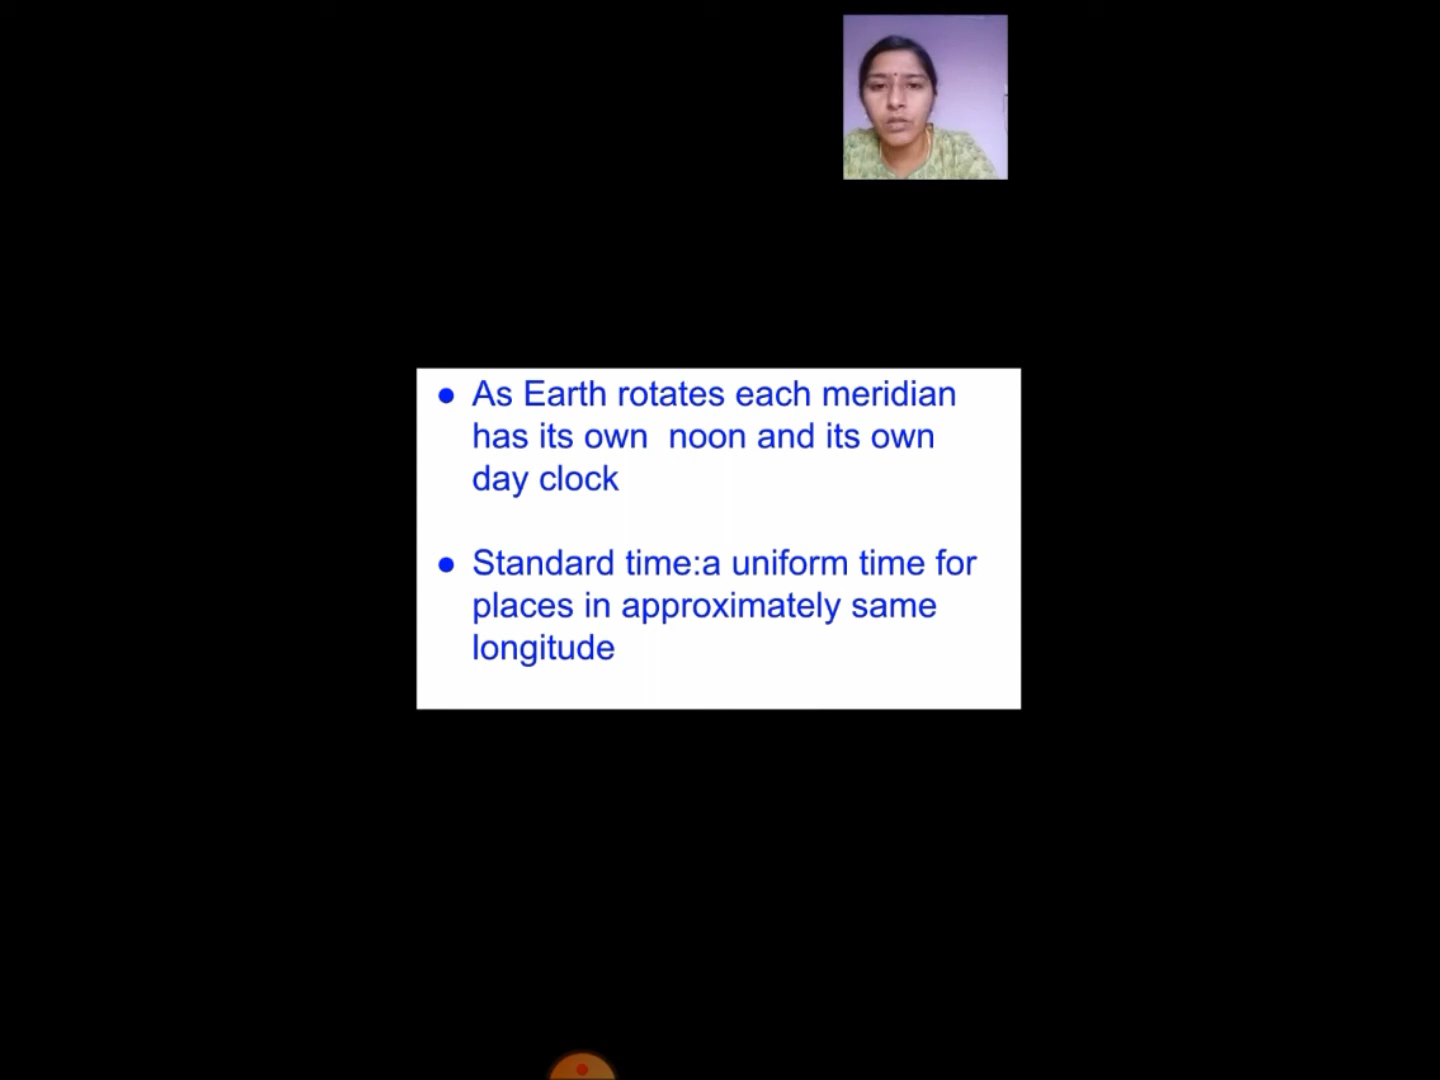 ● As Earth rotates each meridian
has its own  noon and its own
day clock
● Standard time:a uniform time for
places in approximately same
longitude